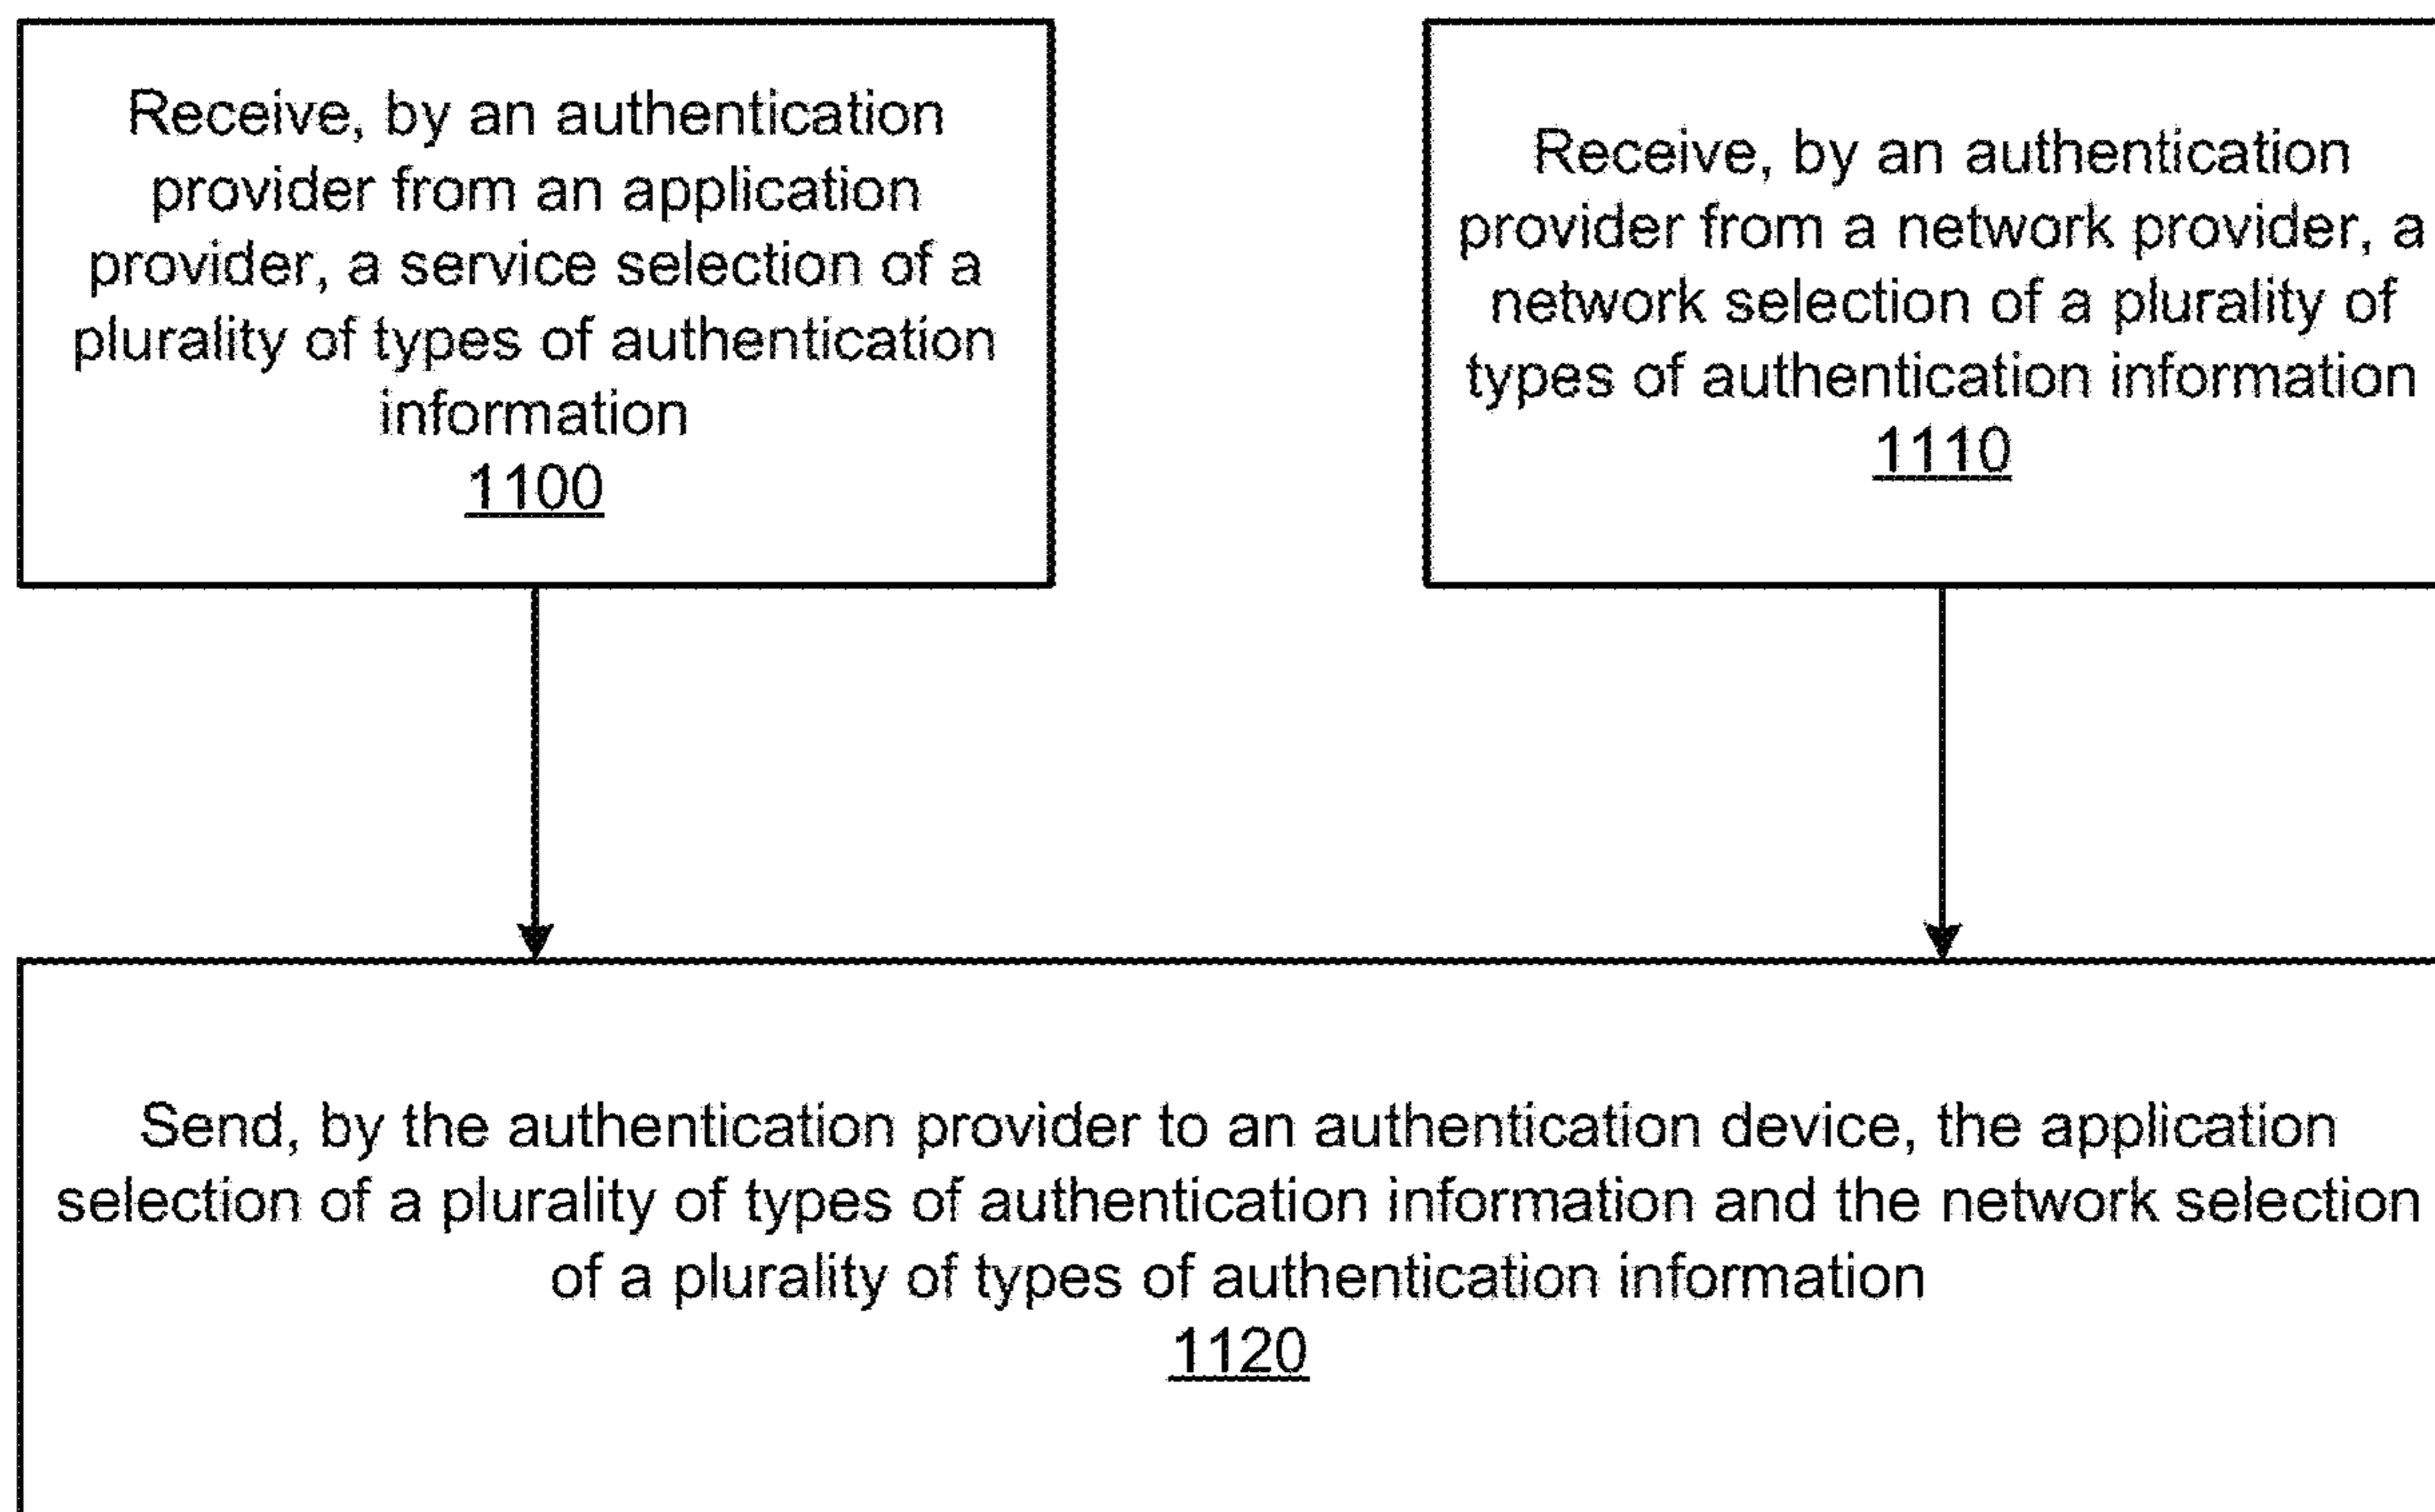 Receive, by an authentication
provider from an application
provider, a service selection of a
plurality of types of authentication
information
1100
Receive, by an authentication
provider from a network provider, a
network selection of a plurality of
types of authentication information
1110
Send, by the authentication provider to an authentication device, the application
selection of a plurality of types of authentication information and the network selection
of a plurality of types of authentication information
1120